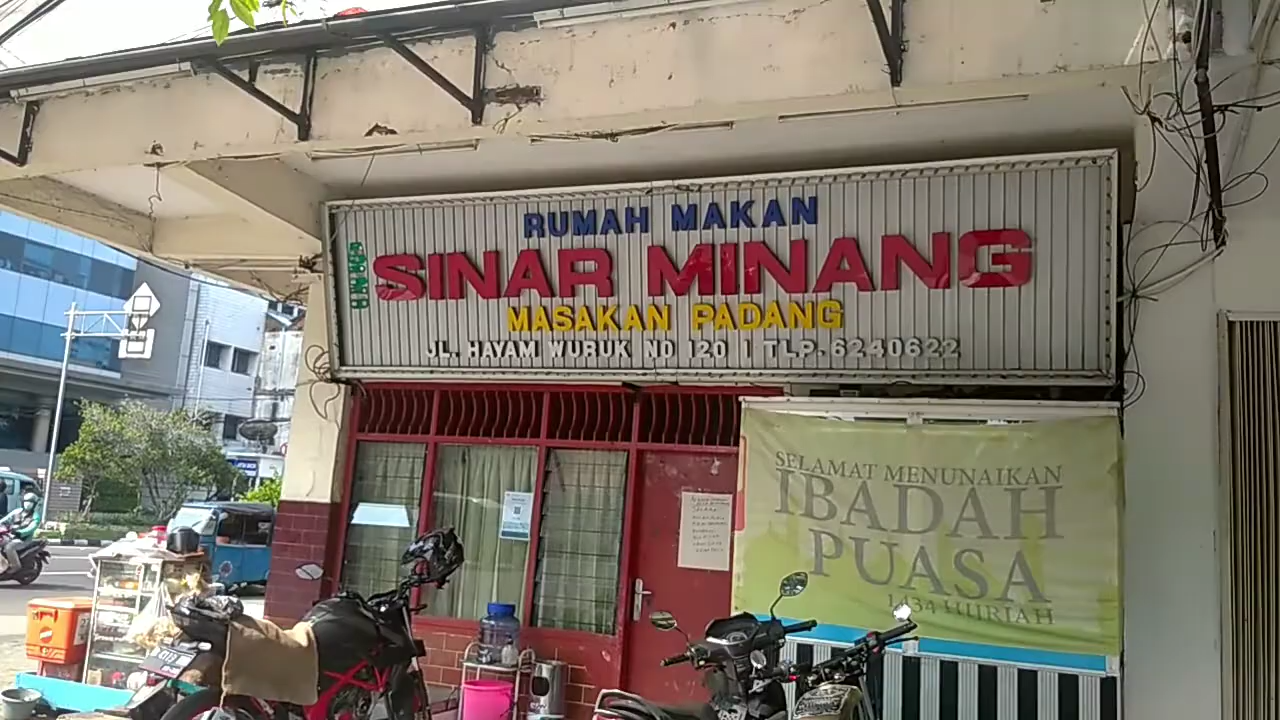 RUMAH MAKAN
SINAR MINANG
MASAKAN PADANG
JL. HAYAM WURUK NO 120 | TLP.6240622
SELAMAT MENUNAIKAN
IBADAH
PUASA
1434 HIJRIAH